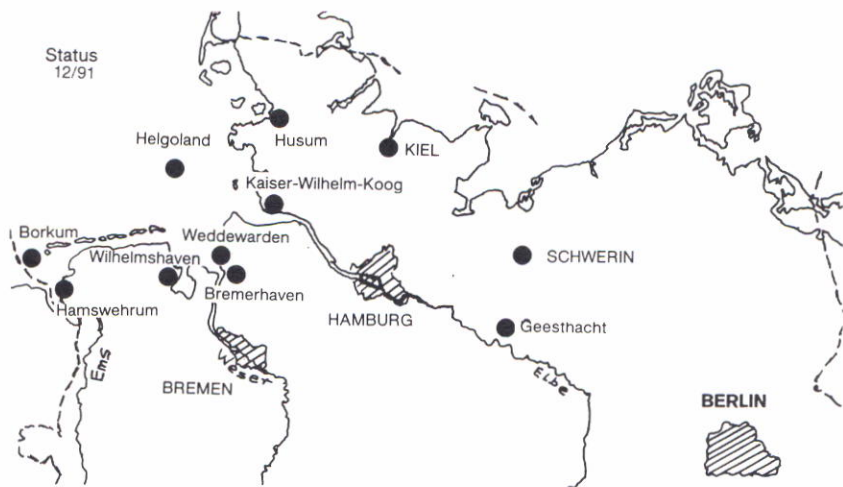 Status
12/91
Husum
Helgoland
KIEL
Kaiser-Wilhelm-Koog
Borkum
Weddewarden
Wilhelmshaven
SCHWERIN
Bremerhaven
Hamswehrum
HAMBURG
Geesthacht
Ems
Weser
Elbe
BREMEN
BERLIN